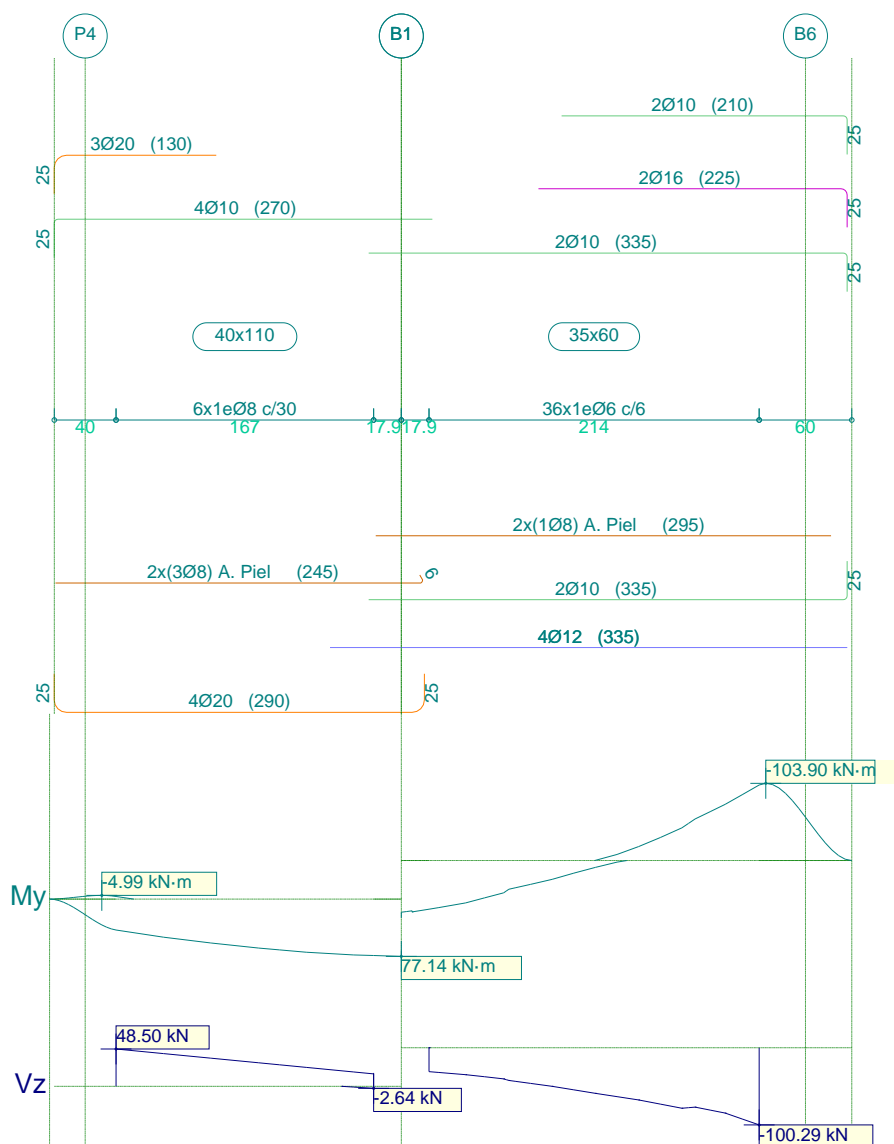 P4 B1 B6
2Ø10 (210)
25
3Ø20 (130)
25
2Ø16 (225)
25
4Ø10 (270)
25
2Ø10 (335)
25
40x110 35x60
6x1eØ8 c/30 36x1eØ6 c/6
40 167 17.9 17.9 214 60
2x(1Ø8) A. Piel (295)
2x(3Ø8) A. Piel (245) 6
2Ø10 (335)
25
4Ø12 (335)
25 4Ø20 (290) 25
-103.90 kN·m
-4.99 kN·m
My
77.14 kN·m
48.50 kN
Vz
-2.64 kN
-100.29 kN